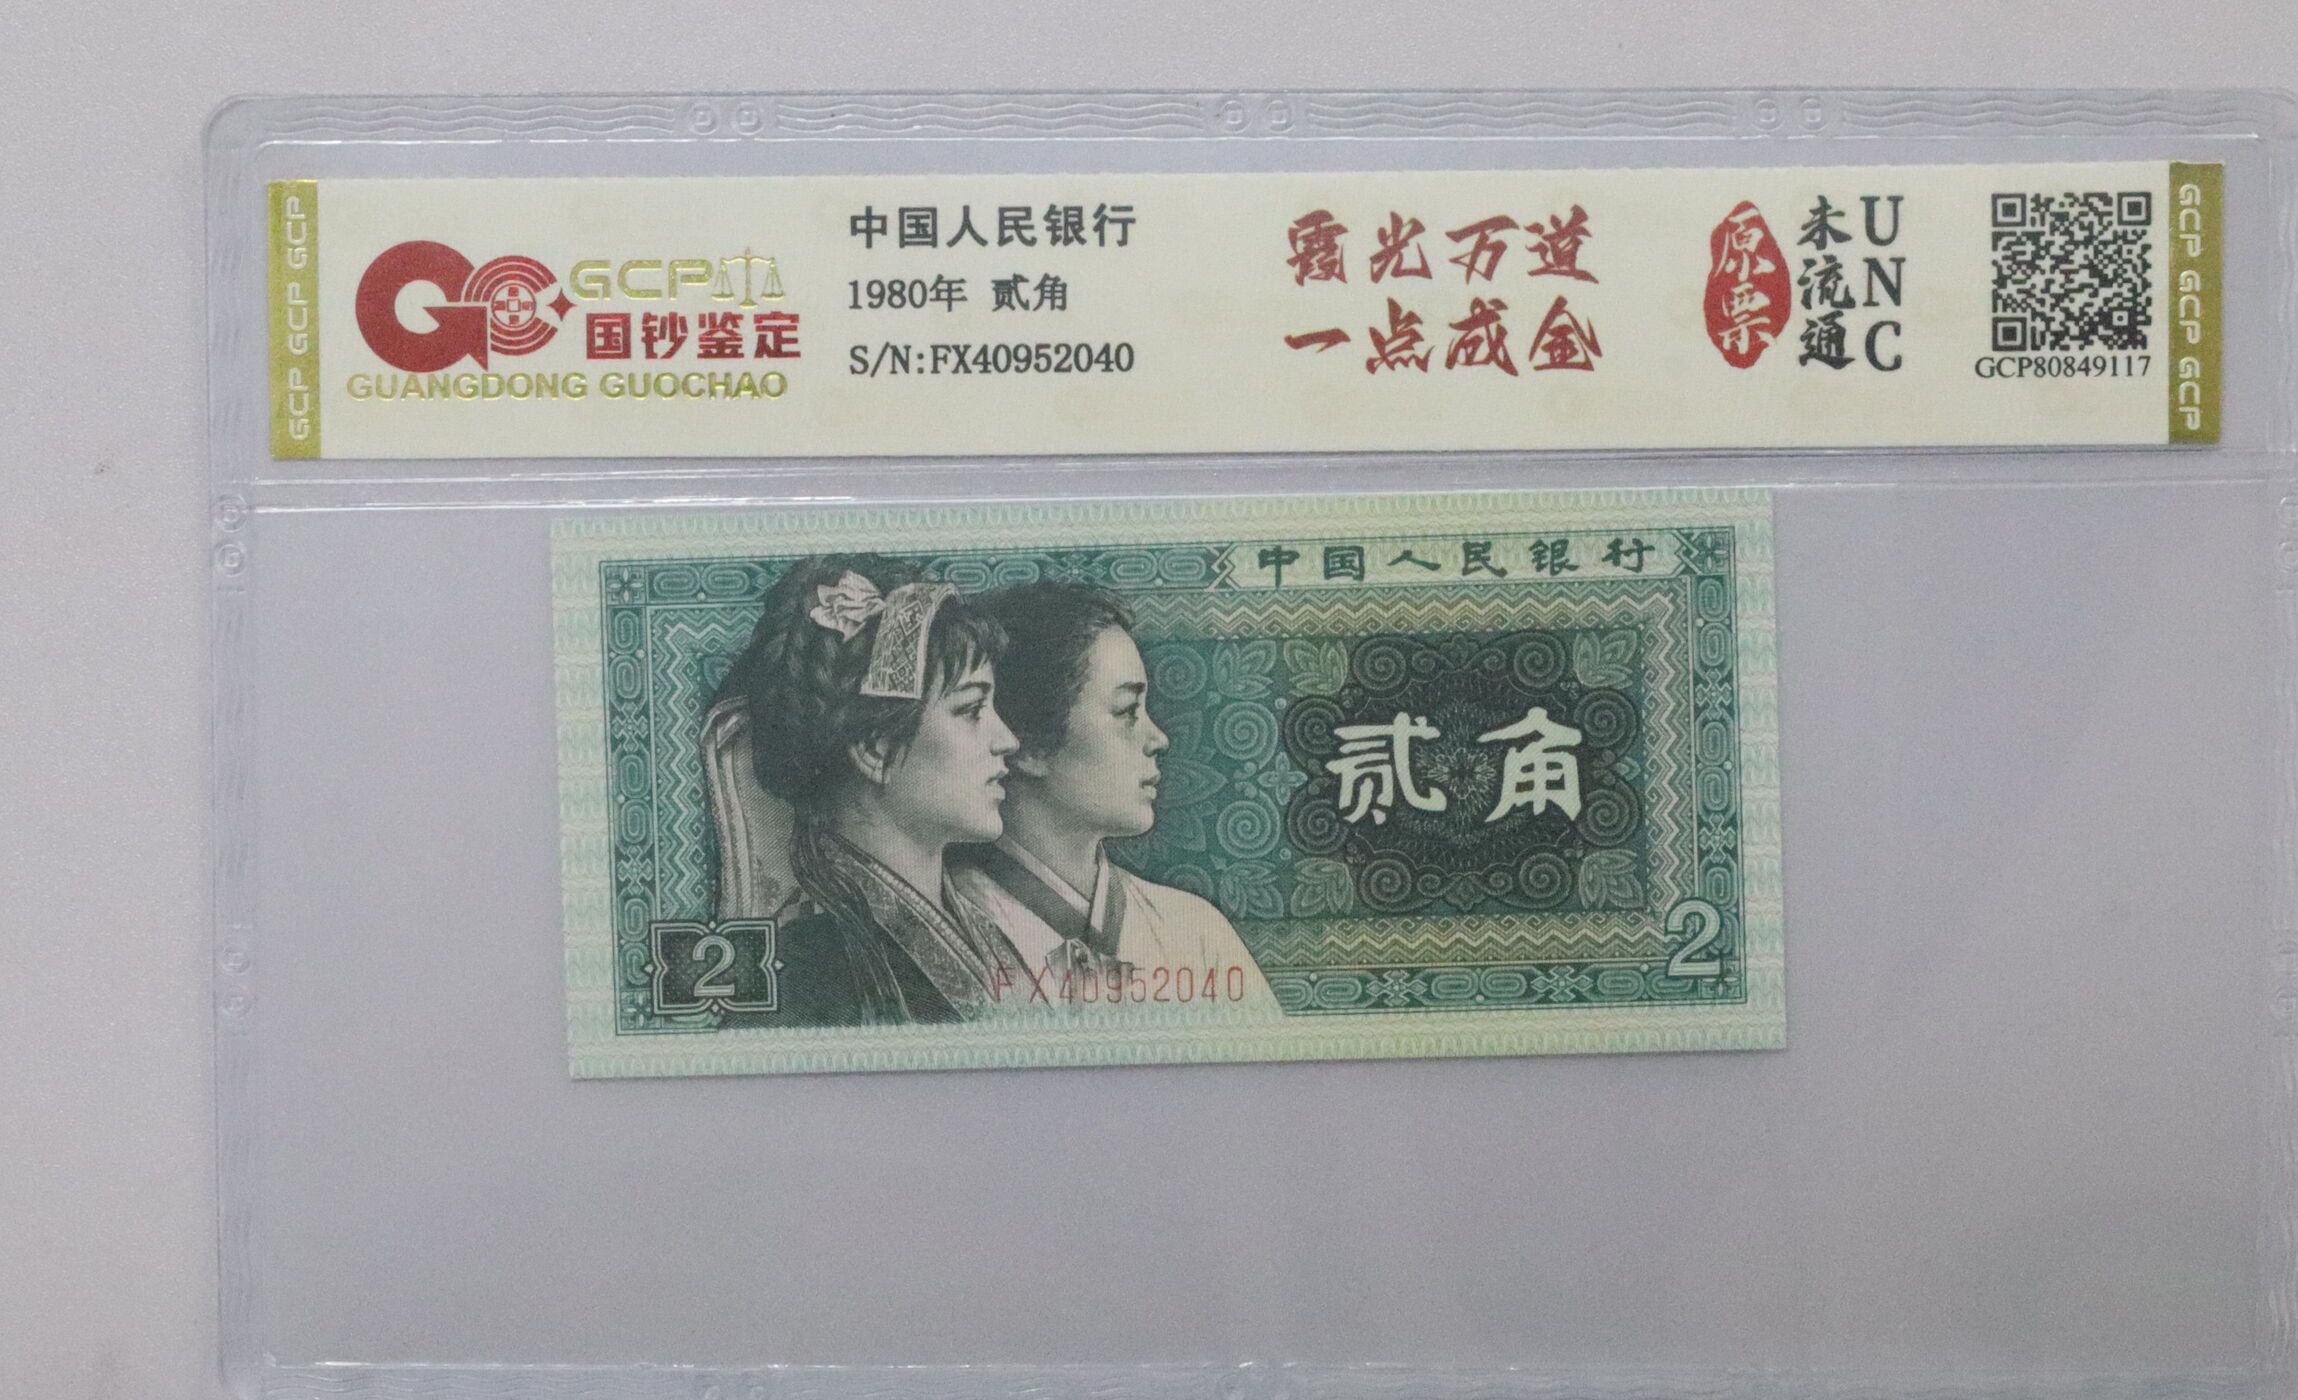 GCP GCP GCP
GCP
国钞鉴定
GUANGDONG GUOCHAO
中国人民银行
1980年 贰角
S/N:FX40952040
霞光万道
一点成金
原票
未流通
UNC
GCP80849117
GCP GCP GCP
中国人民银行
贰角
2
2
FX40952040